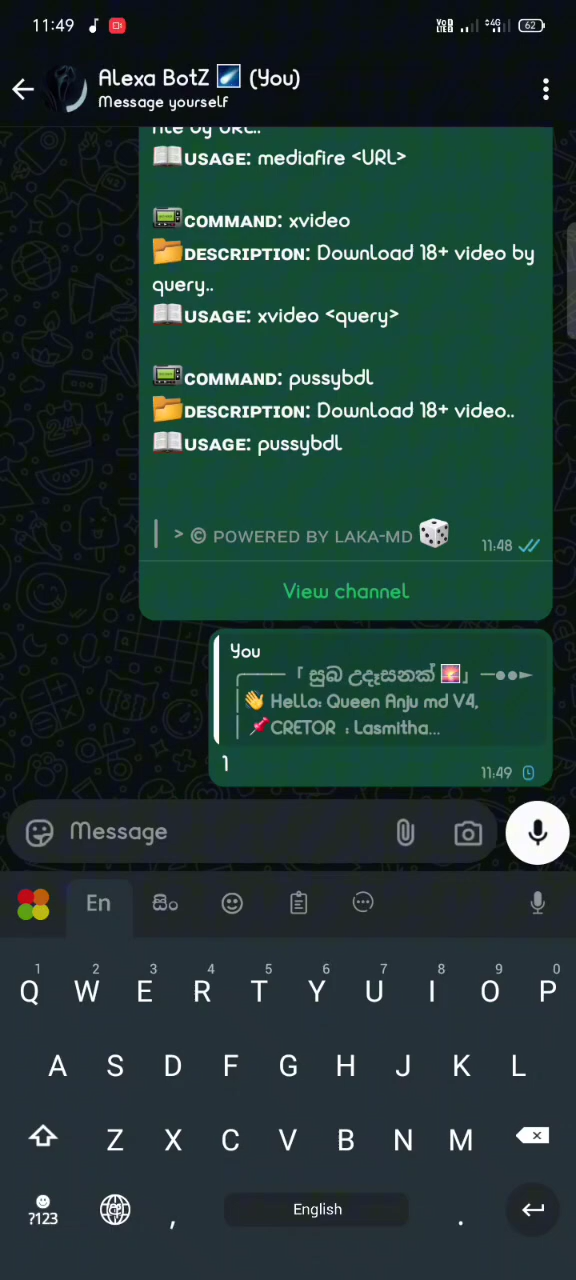 11:49
Vo LTE
4G
62
Alexa BotZ (You)
Message yourself
USAGE: mediafire <URL>
COMMAND: xvideo
DESCRIPTION: Download 18+ video by
query..
USAGE: xvideo <query>
COMMAND: pussybdl
DESCRIPTION: Download 18+ video..
USAGE: pussybdl
> © POWERED BY LAKA-MD
11:48
View channel
You
「 සුබ උදෑසනක් 」
Hello: Queen Anju md V4,
CRETOR : Lasmitha...
1
11:49
Message
En
සිං
1 2 3 4 5 6 7 8 9 0
Q W E R T Y U I O P
A S D F G H J K L
Z X C V B N M
?123 , English .